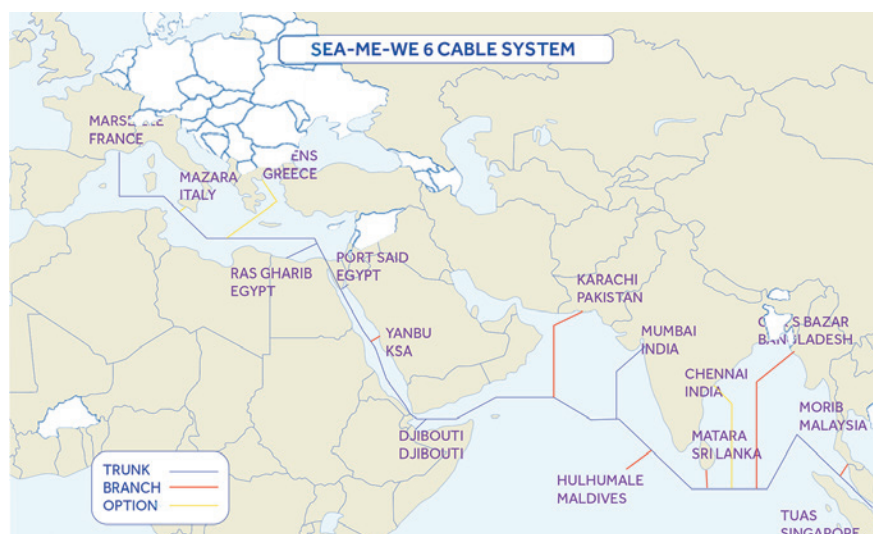 SEA-ME-WE 6 CABLE SYSTEM
FRANCE
MAZARA
ITALY
GREECE
RAS GHARIB
EGYPT
PORT SAID
EGYPT
YANBU
KSA
KARACHI
PAKISTAN
MUMBAI
INDIA
BAZAR
CHENNAI
INDIA
MATARA
SRI LANKA
MORIB
MALAYSIA
DJIBOUTI
DJIBOUTI
HULHUMALE
MALDIVES
TUAS
TRUNK
BRANCH
OPTION